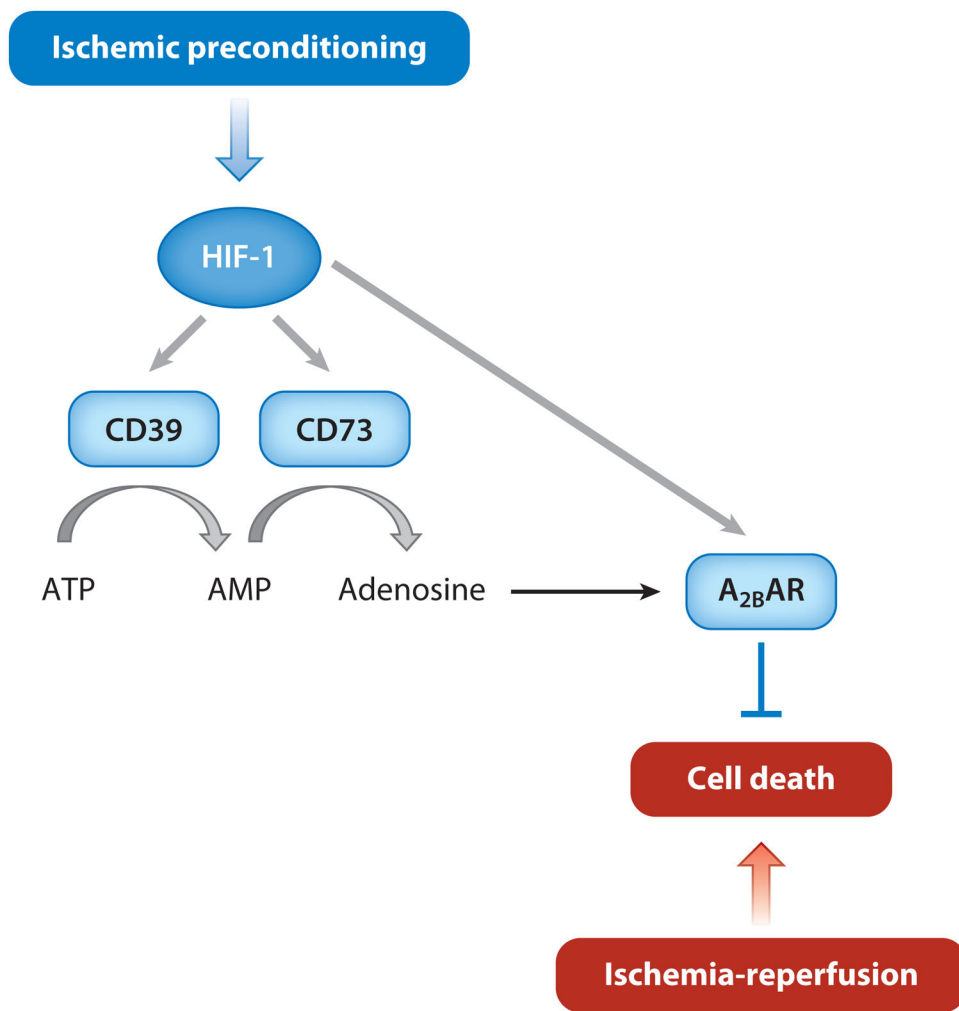 Ischemic preconditioning
HIF-1
CD39
CD73
ATP
AMP
Adenosine
A₂BAR
Cell death
Ischemia-reperfusion